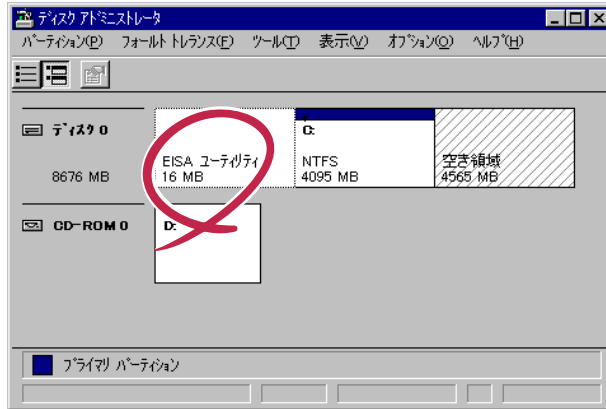 ディスク アドミニストレータ
パーティション(P) フォールト トレランス(F) ツール(T) 表示(V) オプション(O) ヘルプ(H)
ディスク 0
8676 MB
EISA ユーティリティ
16 MB
C:
NTFS
4095 MB
空き領域
4565 MB
CD-ROM 0
D:
プライマリ パーティション